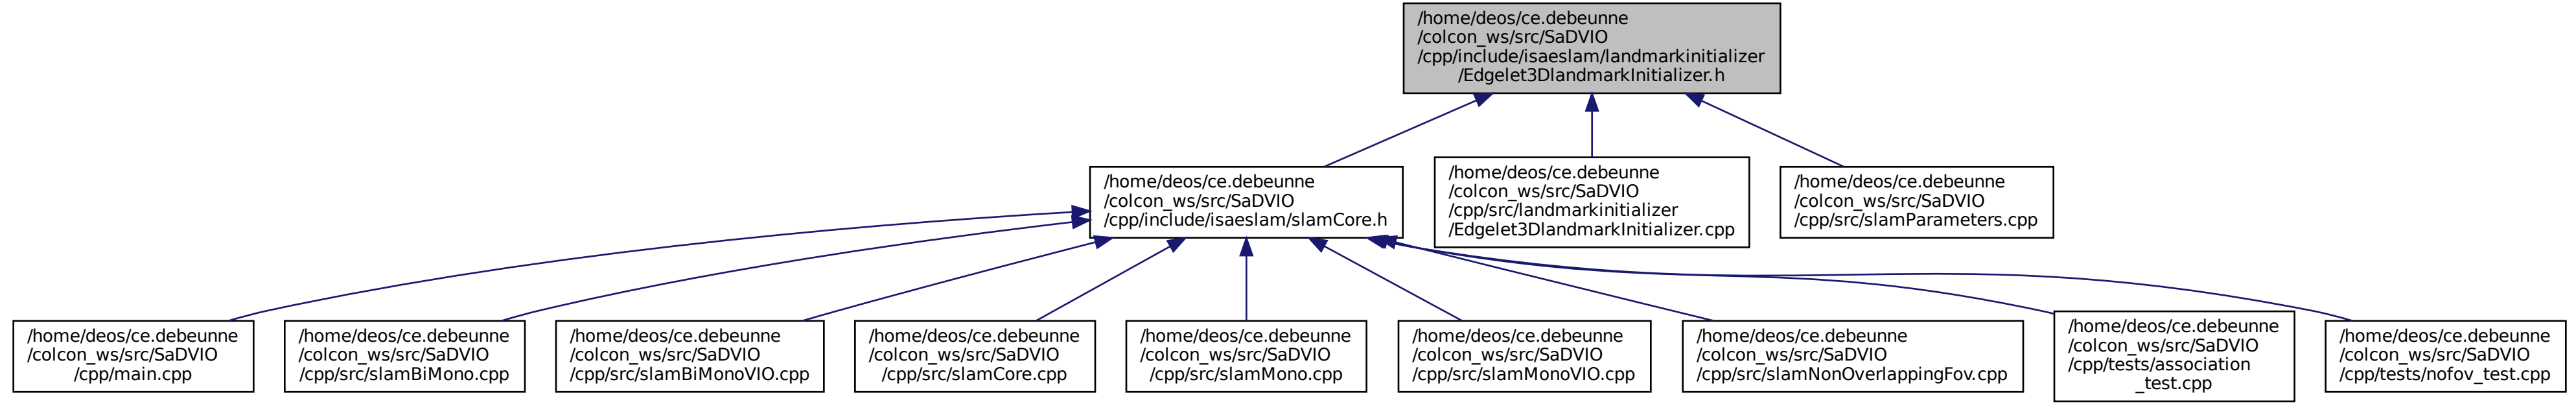 /home/deos/ce.debeunne
/colcon_ws/src/SaDVIO
/cpp/include/isaeslam/landmarkinitializer
/Edgelet3DlandmarkInitializer.h
/home/deos/ce.debeunne
/colcon_ws/src/SaDVIO
/cpp/include/isaeslam/slamCore.h
/home/deos/ce.debeunne
/colcon_ws/src/SaDVIO
/cpp/src/landmarkinitializer
/Edgelet3DlandmarkInitializer.cpp
/home/deos/ce.debeunne
/colcon_ws/src/SaDVIO
/cpp/src/slamParameters.cpp
/home/deos/ce.debeunne
/colcon_ws/src/SaDVIO
/cpp/main.cpp
/home/deos/ce.debeunne
/colcon_ws/src/SaDVIO
/cpp/src/slamBiMono.cpp
/home/deos/ce.debeunne
/colcon_ws/src/SaDVIO
/cpp/src/slamBiMonoVIO.cpp
/home/deos/ce.debeunne
/colcon_ws/src/SaDVIO
/cpp/src/slamCore.cpp
/home/deos/ce.debeunne
/colcon_ws/src/SaDVIO
/cpp/src/slamMono.cpp
/home/deos/ce.debeunne
/colcon_ws/src/SaDVIO
/cpp/src/slamMonoVIO.cpp
/home/deos/ce.debeunne
/colcon_ws/src/SaDVIO
/cpp/src/slamNonOverlappingFov.cpp
/home/deos/ce.debeunne
/colcon_ws/src/SaDVIO
/cpp/tests/association
_test.cpp
/home/deos/ce.debeunne
/colcon_ws/src/SaDVIO
/cpp/tests/nofov_test.cpp